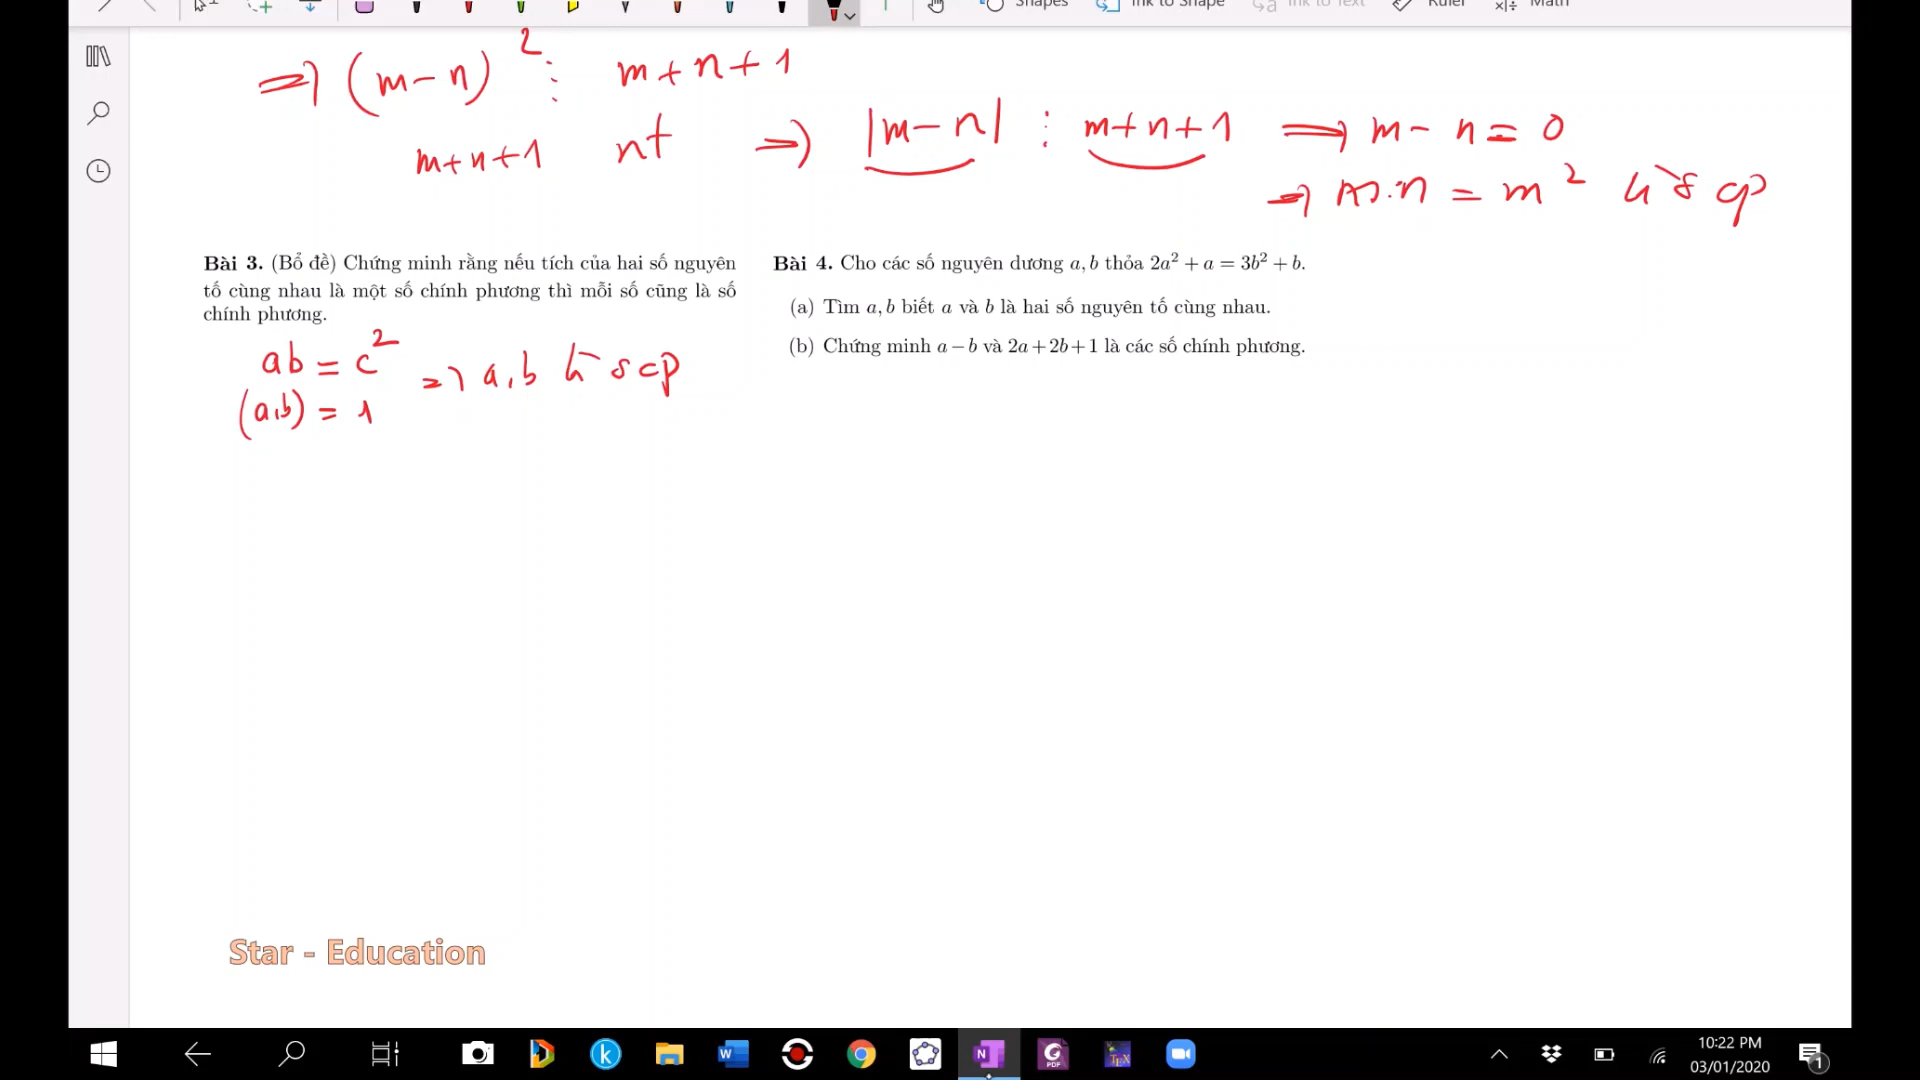 Shapes Ink to Shape Ink to Text Ruler Math
⇒ (m-n)² ⋮ m+n+1
m+n+1 nt ⇒ |m-n| ⋮ m+n+1 ⇒ m-n=0
⇒ m.n = m² là scp
Bài 3. (Bổ đề) Chứng minh rằng nếu tích của hai số nguyên
tố cùng nhau là một số chính phương thì mỗi số cũng là số
chính phương.
ab = c²
(a,b) = 1
⇒ a,b là scp
Bài 4. Cho các số nguyên dương a, b thỏa 2a² + a = 3b² + b.
(a) Tìm a, b biết a và b là hai số nguyên tố cùng nhau.
(b) Chứng minh a − b và 2a + 2b + 1 là các số chính phương.
Star - Education
10:22 PM
03/01/2020
1